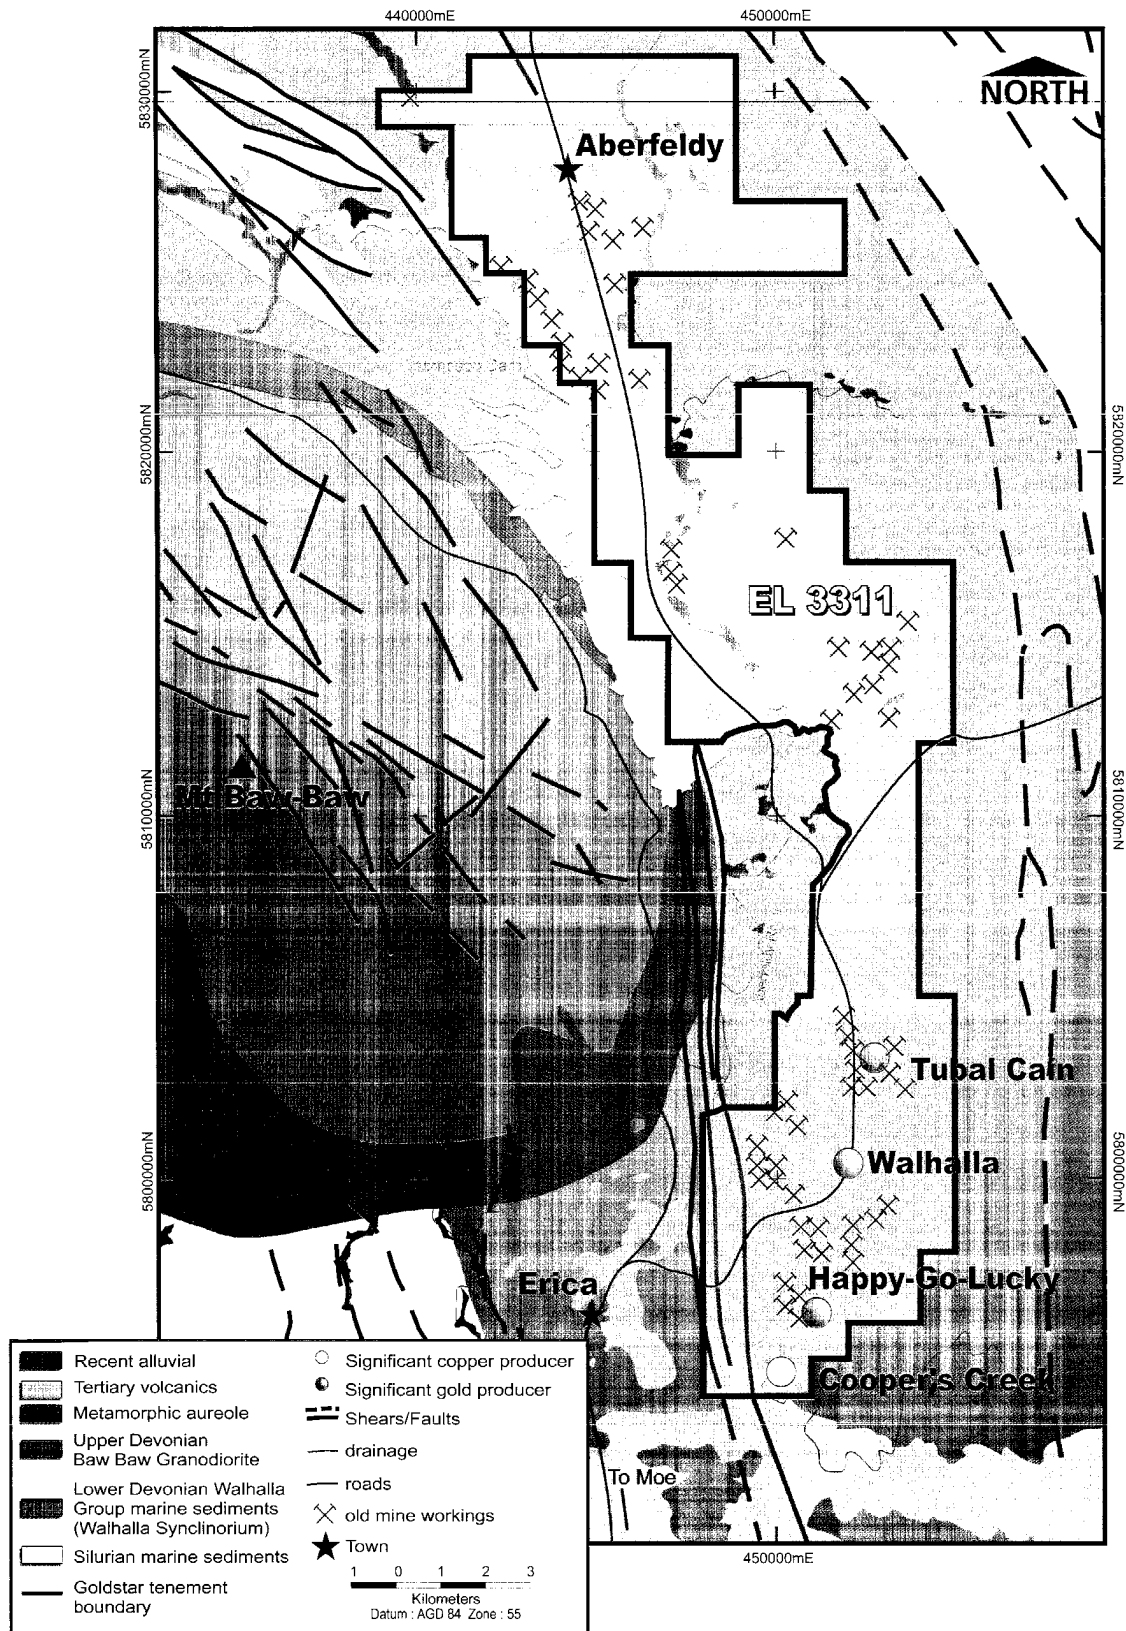 440000mE
450000mE
NORTH
5830000mN
Aberfeldy
5820000mN
5820000mN
EL 3311
5810000mN
5810000mN
Mt Baw-Baw
Tubal Cain
5800000mN
5800000mN
Walhalla
Erica
Happy-Go-Lucky
Cooper's Creek
To Moe
450000mE
Recent alluvial
Tertiary volcanics
Metamorphic aureole
Upper Devonian
Baw Baw Granodiorite
Lower Devonian Walhalla
Group marine sediments
(Walhalla Synclinorium)
Silurian marine sediments
Goldstar tenement
boundary
Significant copper producer
Significant gold producer
Shears/Faults
drainage
roads
old mine workings
Town
1 0 1 2 3
Kilometers
Datum : AGD 84 Zone : 55